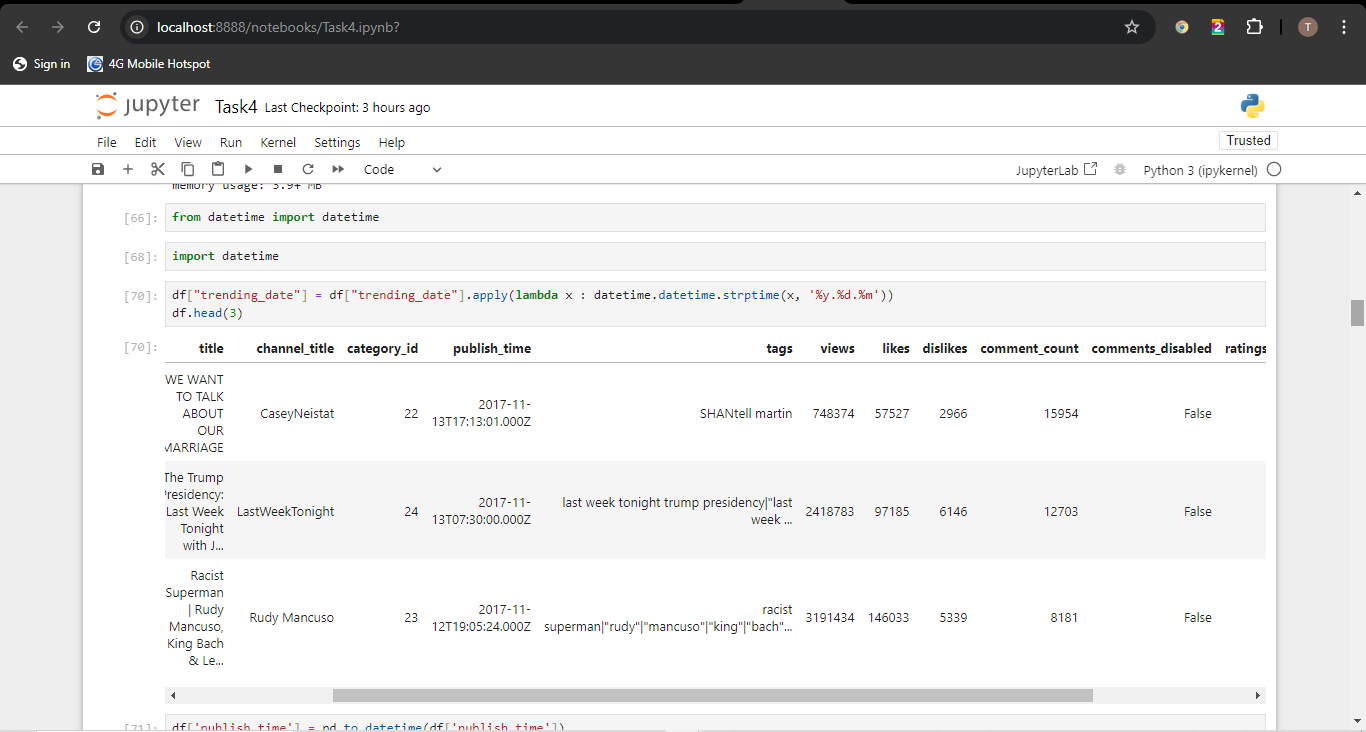 localhost:8888/notebooks/Task4.ipynb?
2
T
Sign in
4G Mobile Hotspot
jupyter Task4 Last Checkpoint: 3 hours ago
File Edit View Run Kernel Settings Help
Trusted
Code
JupyterLab
Python 3 (ipykernel)
memory usage: 3.9+ MB
[66]: from datetime import datetime
[68]: import datetime
[70]: df["trending_date"] = df["trending_date"].apply(lambda x : datetime.datetime.strptime(x, '%y.%d.%m'))
df.head(3)
[70]: title channel_title category_id publish_time tags views likes dislikes comment_count comments_disabled ratings
WE WANT
TO TALK
ABOUT
OUR
MARRIAGE
CaseyNeistat 22
2017-11-
13T17:13:01.000Z
SHANtell martin 748374 57527 2966 15954 False
The Trump
Presidency:
Last Week
Tonight
with J...
LastWeekTonight 24
2017-11-
13T07:30:00.000Z
last week tonight trump presidency|"last
week ...
2418783 97185 6146 12703 False
Racist
Superman
| Rudy
Mancuso,
King Bach
& Le...
Rudy Mancuso 23
2017-11-
12T19:05:24.000Z
racist
superman|"rudy"|"mancuso"|"king"|"bach"...
3191434 146033 5339 8181 False
[71]: df['publish_time'] = pd.to_datetime(df['publish_time'])